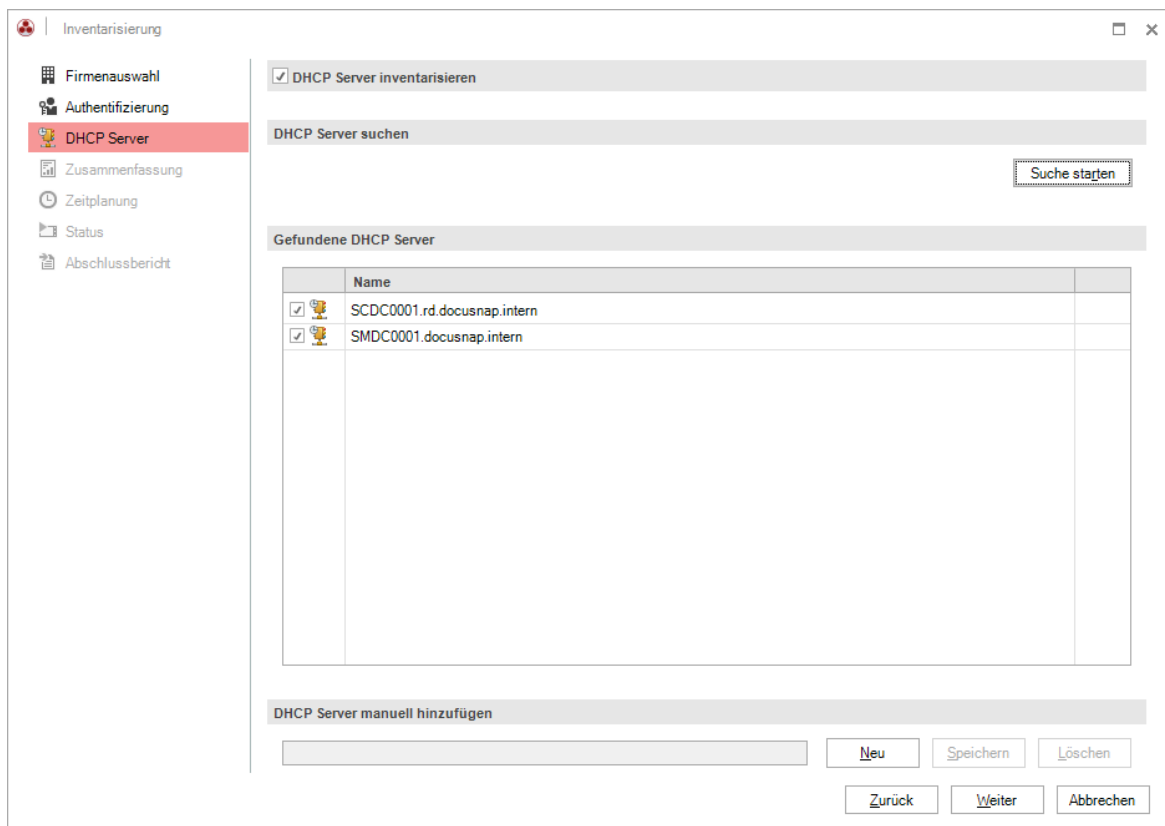 Inventarisierung
Firmenauswahl
Authentifizierung
DHCP Server
Zusammenfassung
Zeitplanung
Status
Abschlussbericht
DHCP Server inventarisieren
DHCP Server suchen
Suche starten
Gefundene DHCP Server
Name
SCDC0001.rd.docusnap.intern
SMDC0001.docusnap.intern
DHCP Server manuell hinzufügen
Neu Speichern Löschen
Zurück Weiter Abbrechen